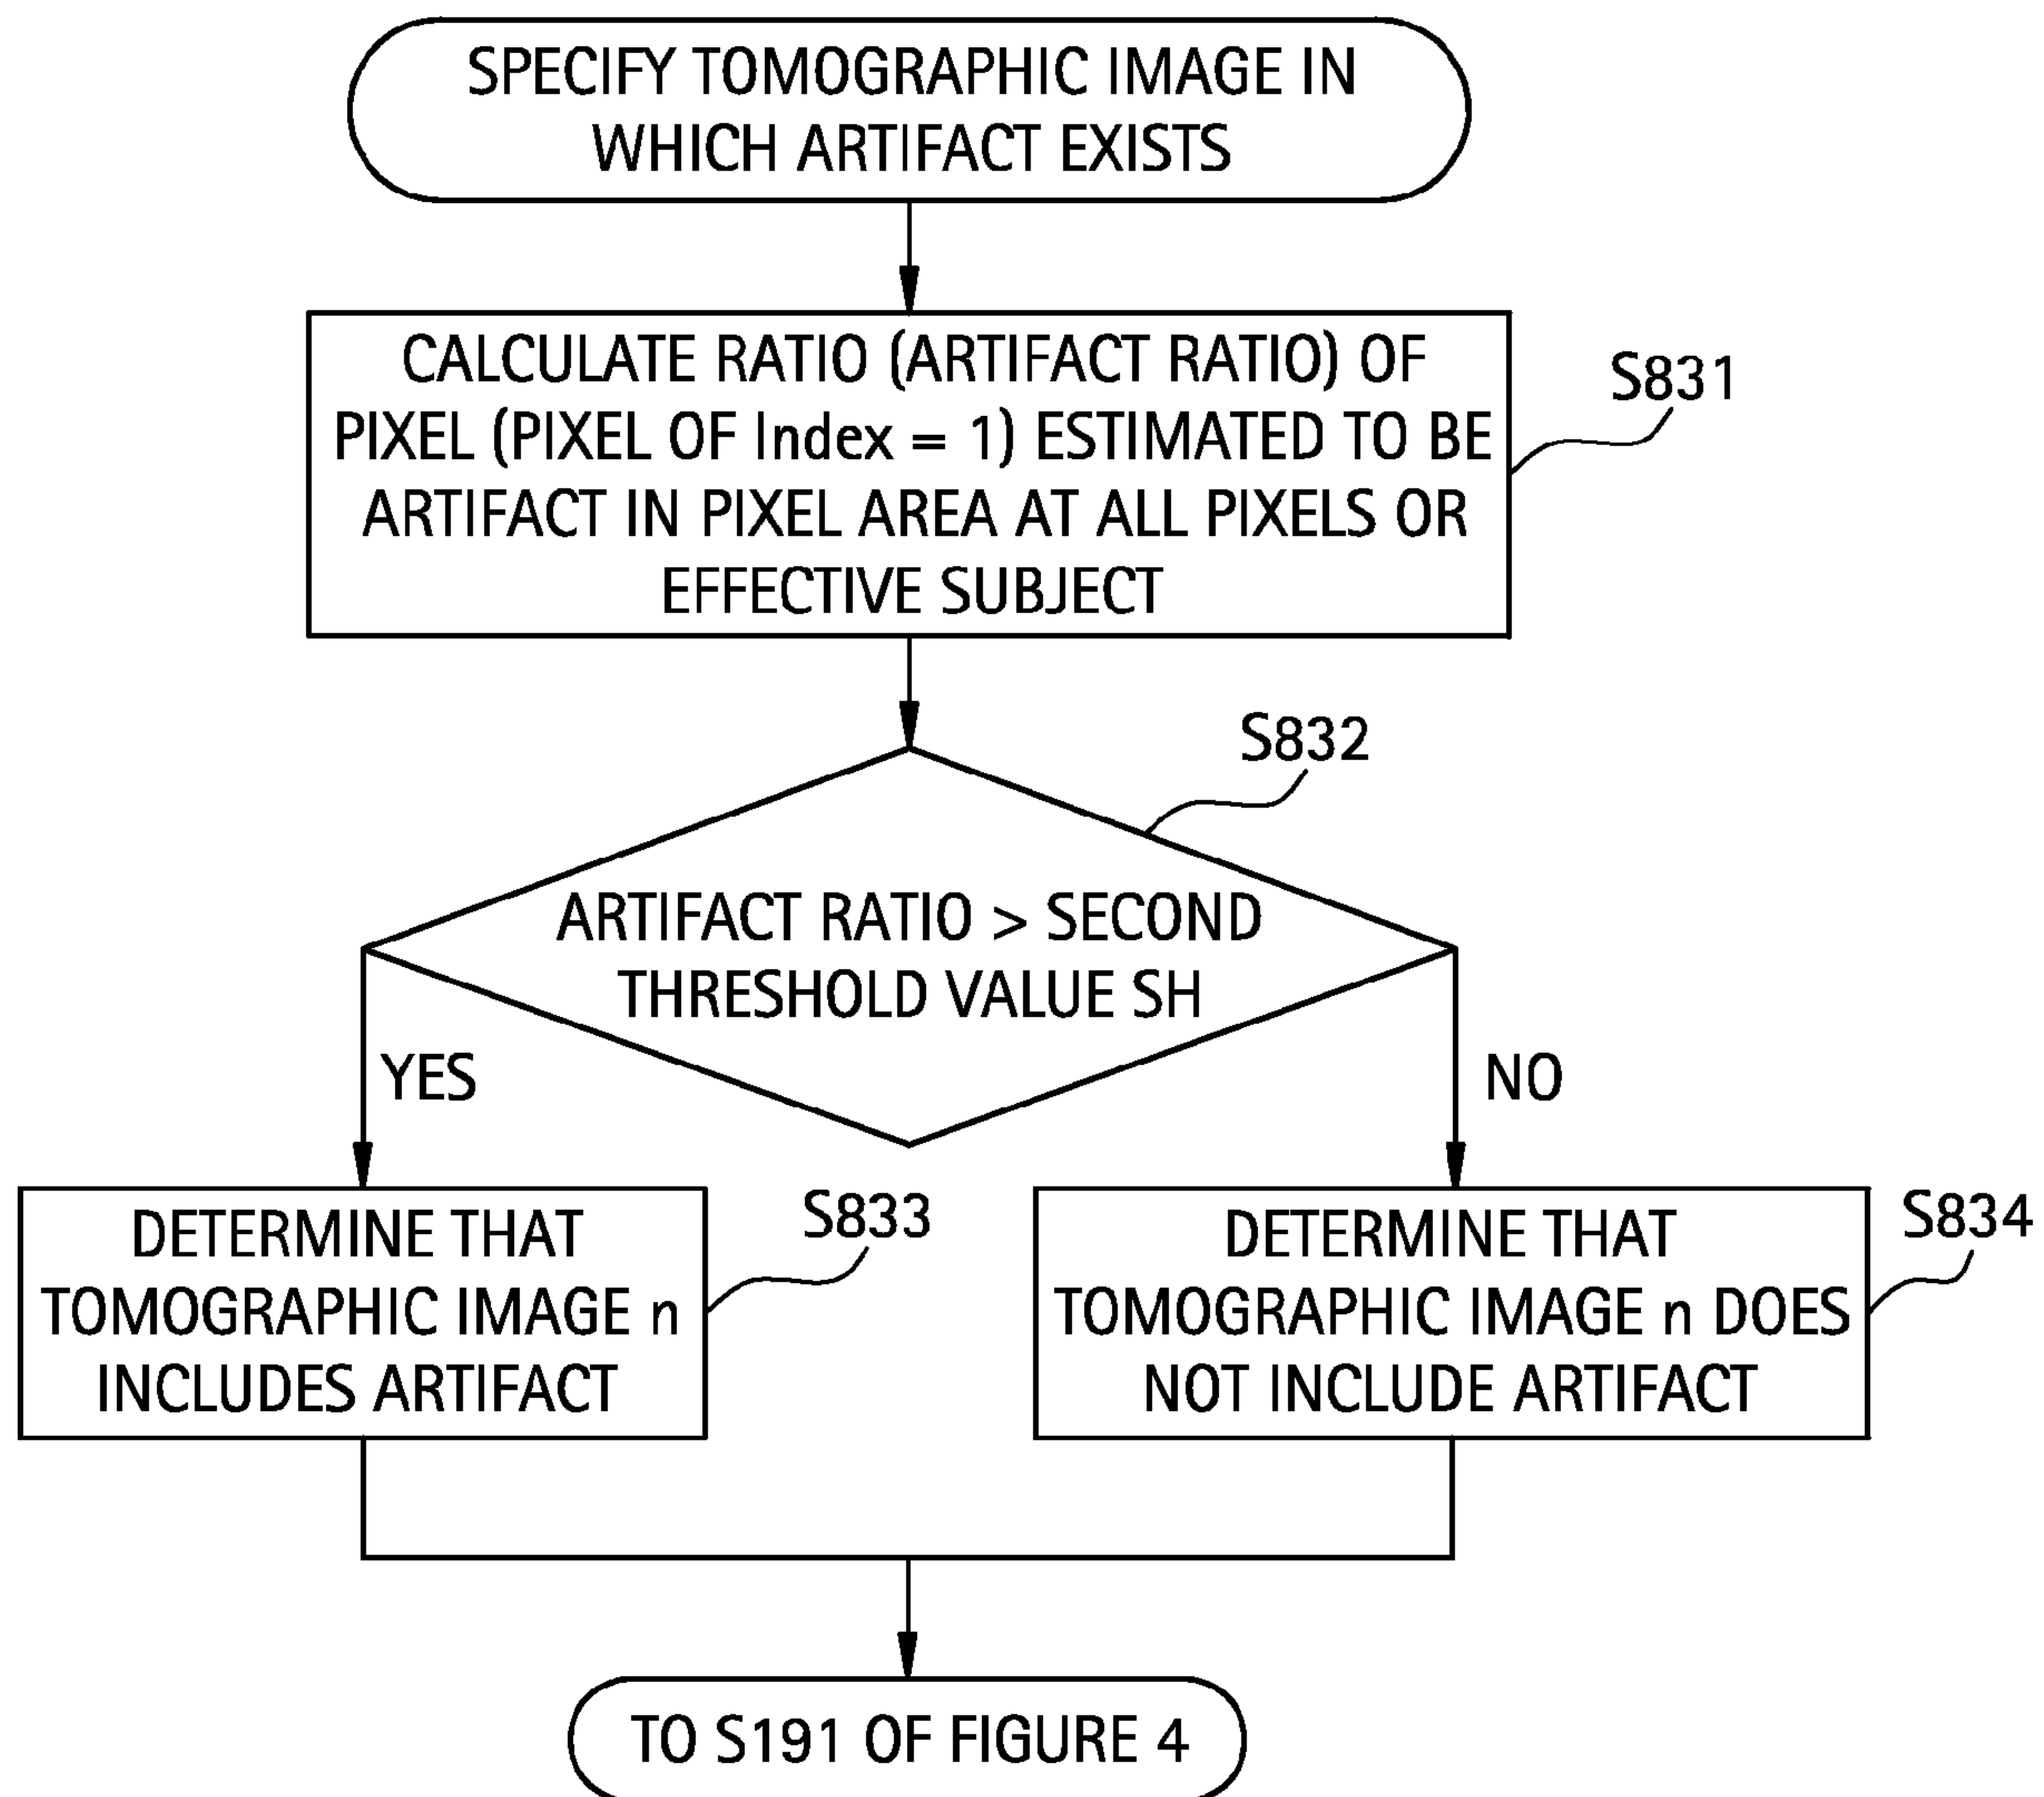 SPECIFY TOMOGRAPHIC IMAGE IN
WHICH ARTIFACT EXISTS
CALCULATE RATIO (ARTIFACT RATIO) OF
PIXEL (PIXEL OF Index = 1) ESTIMATED TO BE
ARTIFACT IN PIXEL AREA AT ALL PIXELS OR
EFFECTIVE SUBJECT
S831
S832
ARTIFACT RATIO > SECOND
THRESHOLD VALUE SH
YES
NO
DETERMINE THAT
TOMOGRAPHIC IMAGE n
INCLUDES ARTIFACT
S833
DETERMINE THAT
TOMOGRAPHIC IMAGE n DOES
NOT INCLUDE ARTIFACT
S834
TO S191 OF FIGURE 4